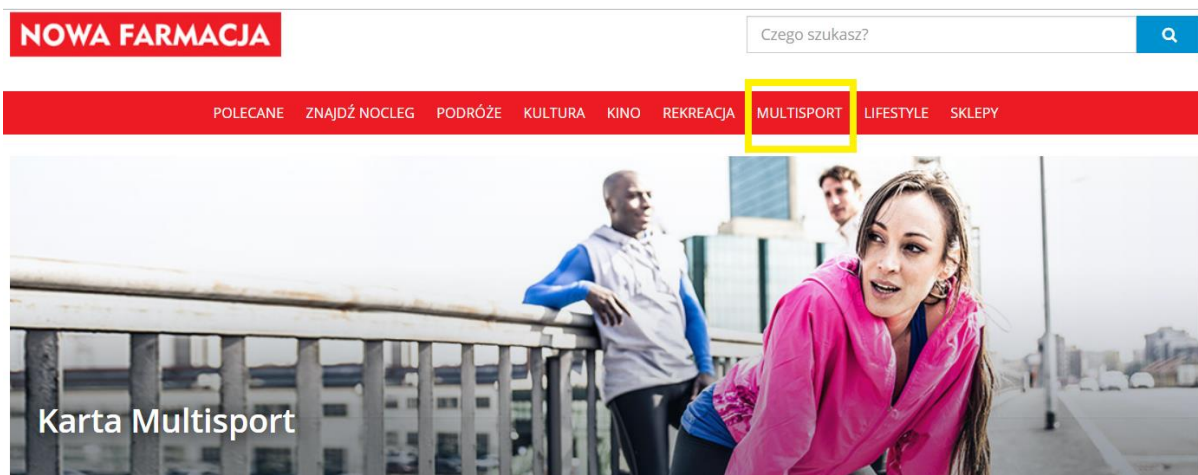 NOWA FARMACJA
Czego szukasz?
POLECANE ZNAJDŹ NOCLEG PODRÓŻE KULTURA KINO REKREACJA MULTISPORT LIFESTYLE SKLEPY
Karta Multisport